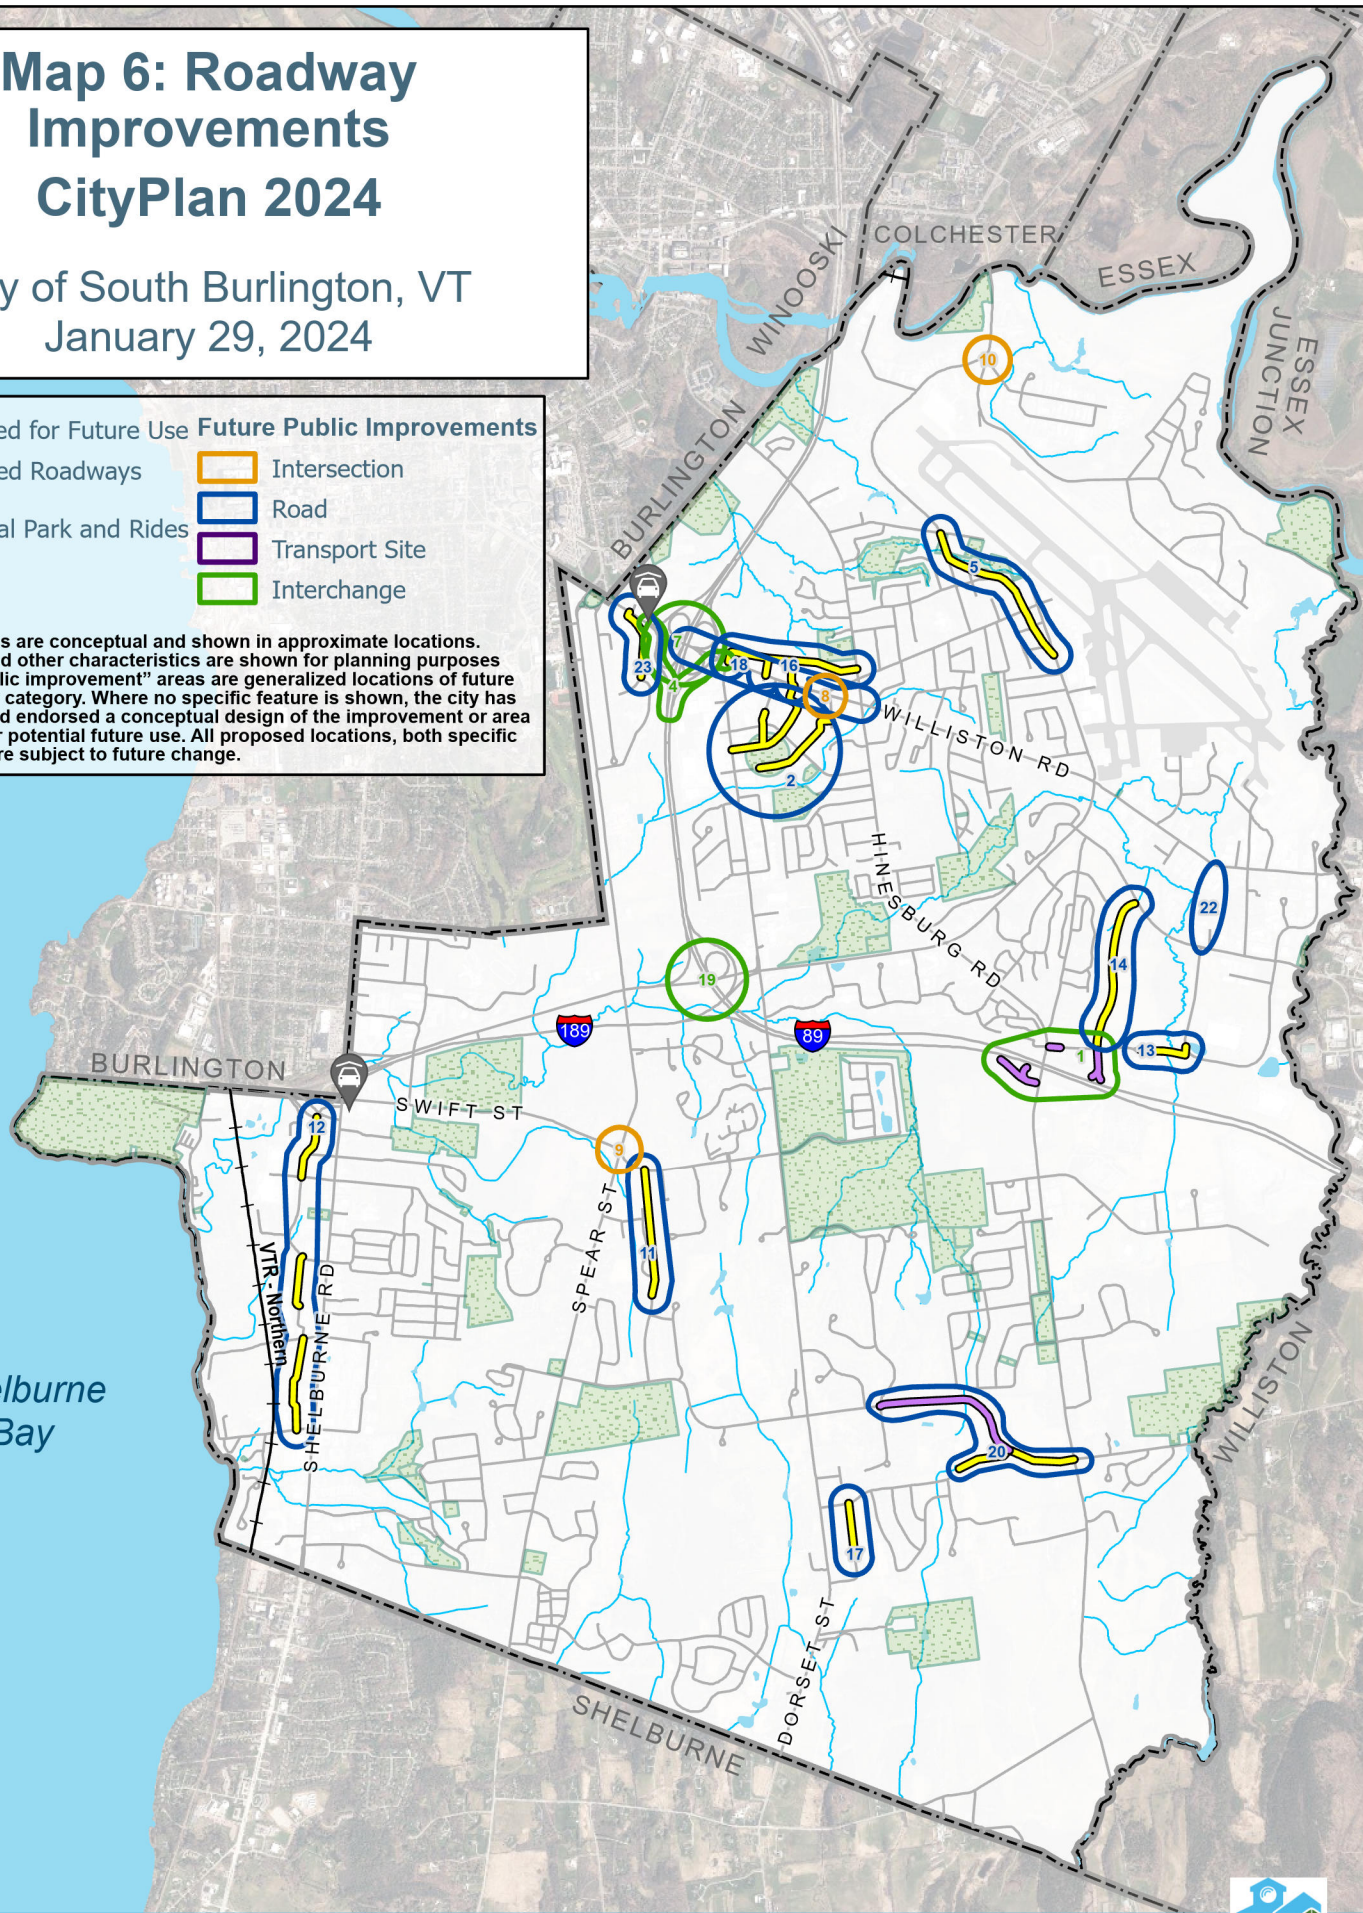 Map 6: Roadway
Improvements
CityPlan 2024
y of South Burlington, VT
January 29, 2024
ed for Future Use
ed Roadways
al Park and Rides
Future Public Improvements
Intersection
Road
Transport Site
Interchange
s are conceptual and shown in approximate locations.
d other characteristics are shown for planning purposes
lic improvement” areas are generalized locations of future
category. Where no specific feature is shown, the city has
d endorsed a conceptual design of the improvement or area
r potential future use. All proposed locations, both specific
re subject to future change.
COLCHESTER
ESSEX
WINOOSKI
ESSEX
JUNCTION
BURLINGTON
10
5
7
23
18
16
4
8
2
WILLISTON RD
HINESBURG RD
22
14
19
189
89
1
13
BURLINGTON
SWIFT ST
12
9
SPEAR ST
11
VTR - Northern
SHELBURNE RD
elburne
Bay
WILLISTON
20
17
DORSET ST
SHELBURNE